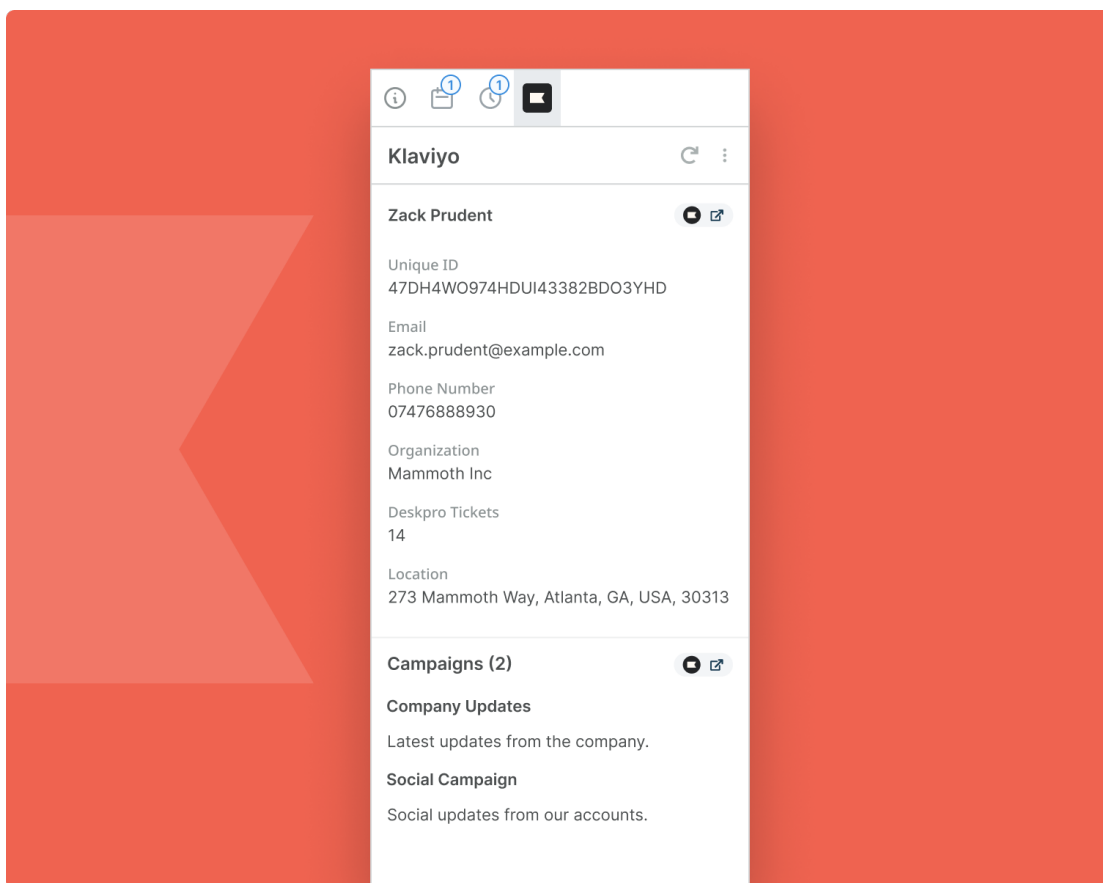 1
1
Klaviyo
Zack Prudent
Unique ID
47DH4WO974HDUI43382BDO3YHD
Email
zack.prudent@example.com
Phone Number
07476888930
Organization
Mammoth Inc
Deskpro Tickets
14
Location
273 Mammoth Way, Atlanta, GA, USA, 30313
Campaigns (2)
Company Updates
Latest updates from the company.
Social Campaign
Social updates from our accounts.